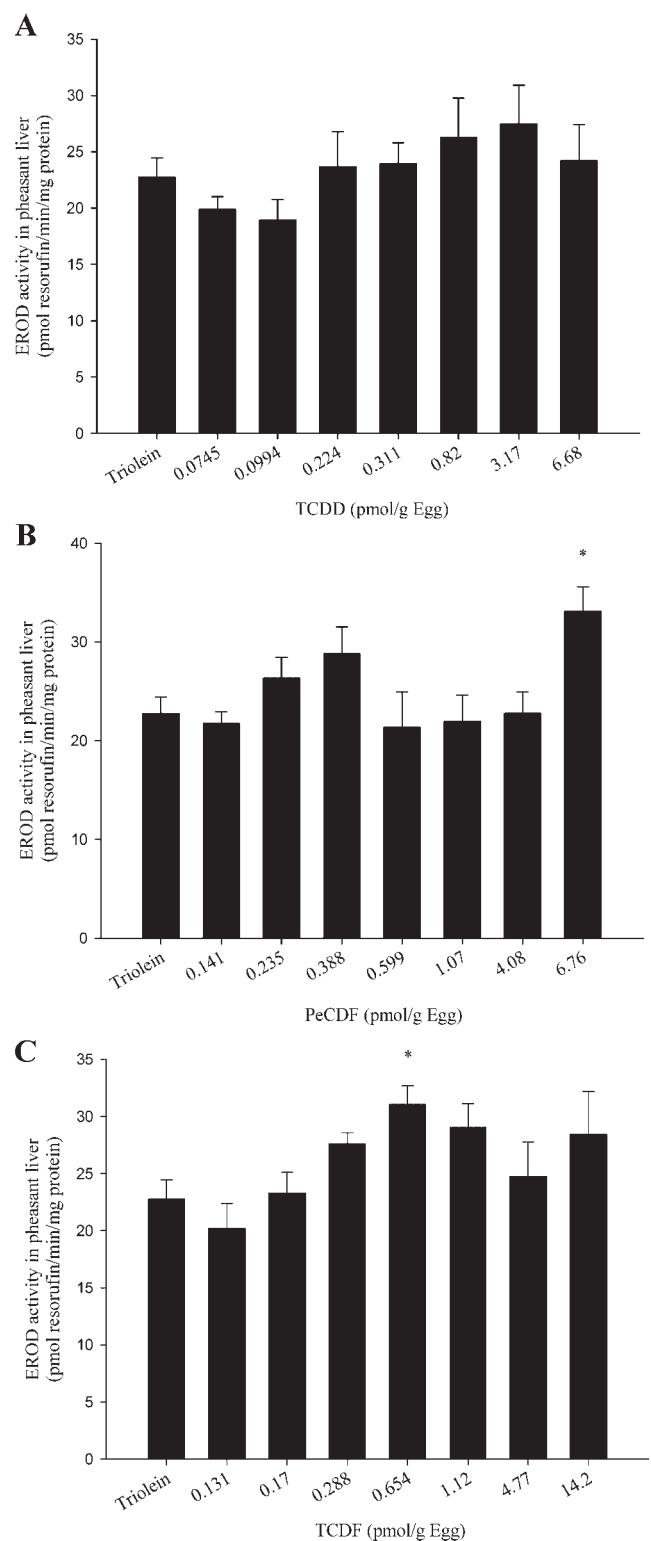 A
EROD activity in pheasant liver
(pmol resorufin/min/mg protein)
35
30
25
20
15
10
5
0
Triolein 0.0745 0.0994 0.224 0.311 0.82 3.17 6.68
TCDD (pmol/g Egg)
B
EROD activity in pheasant liver
(pmol resorufin/min/mg protein)
*
40
30
20
10
0
Triolein 0.141 0.235 0.388 0.599 1.07 4.08 6.76
PeCDF (pmol/g Egg)
C
EROD activity in pheasant liver
(pmol resorufin/min/mg protein)
*
35
30
25
20
15
10
5
0
Triolein 0.131 0.17 0.288 0.654 1.12 4.77 14.2
TCDF (pmol/g Egg)